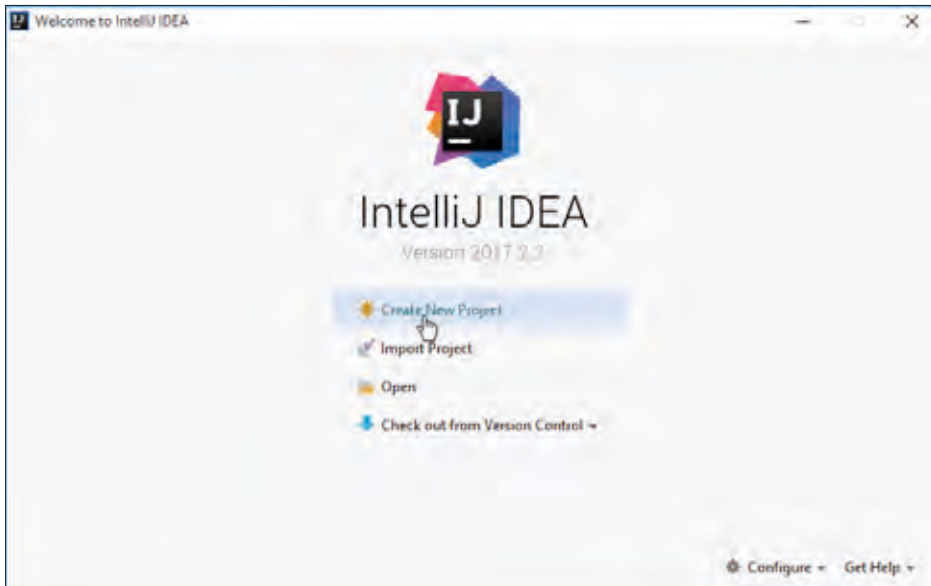 Welcome to IntelliJ IDEA
IJ
IntelliJ IDEA
Version 2017.2.2
Create New Project
Import Project
Open
Check out from Version Control
Configure
Get Help